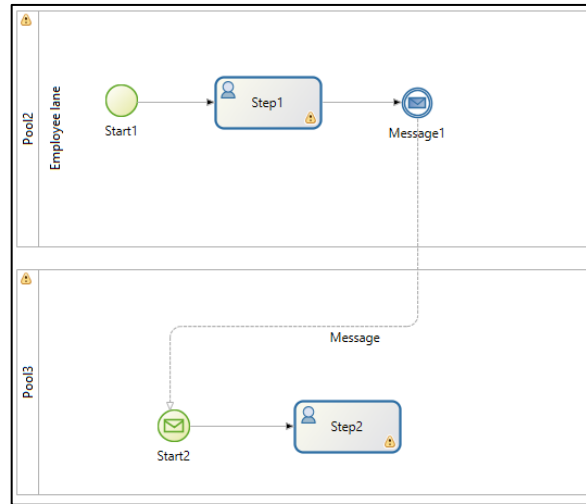 Pool2
Employee lane
Start1
Step1
Message1
Pool3
Message
Start2
Step2